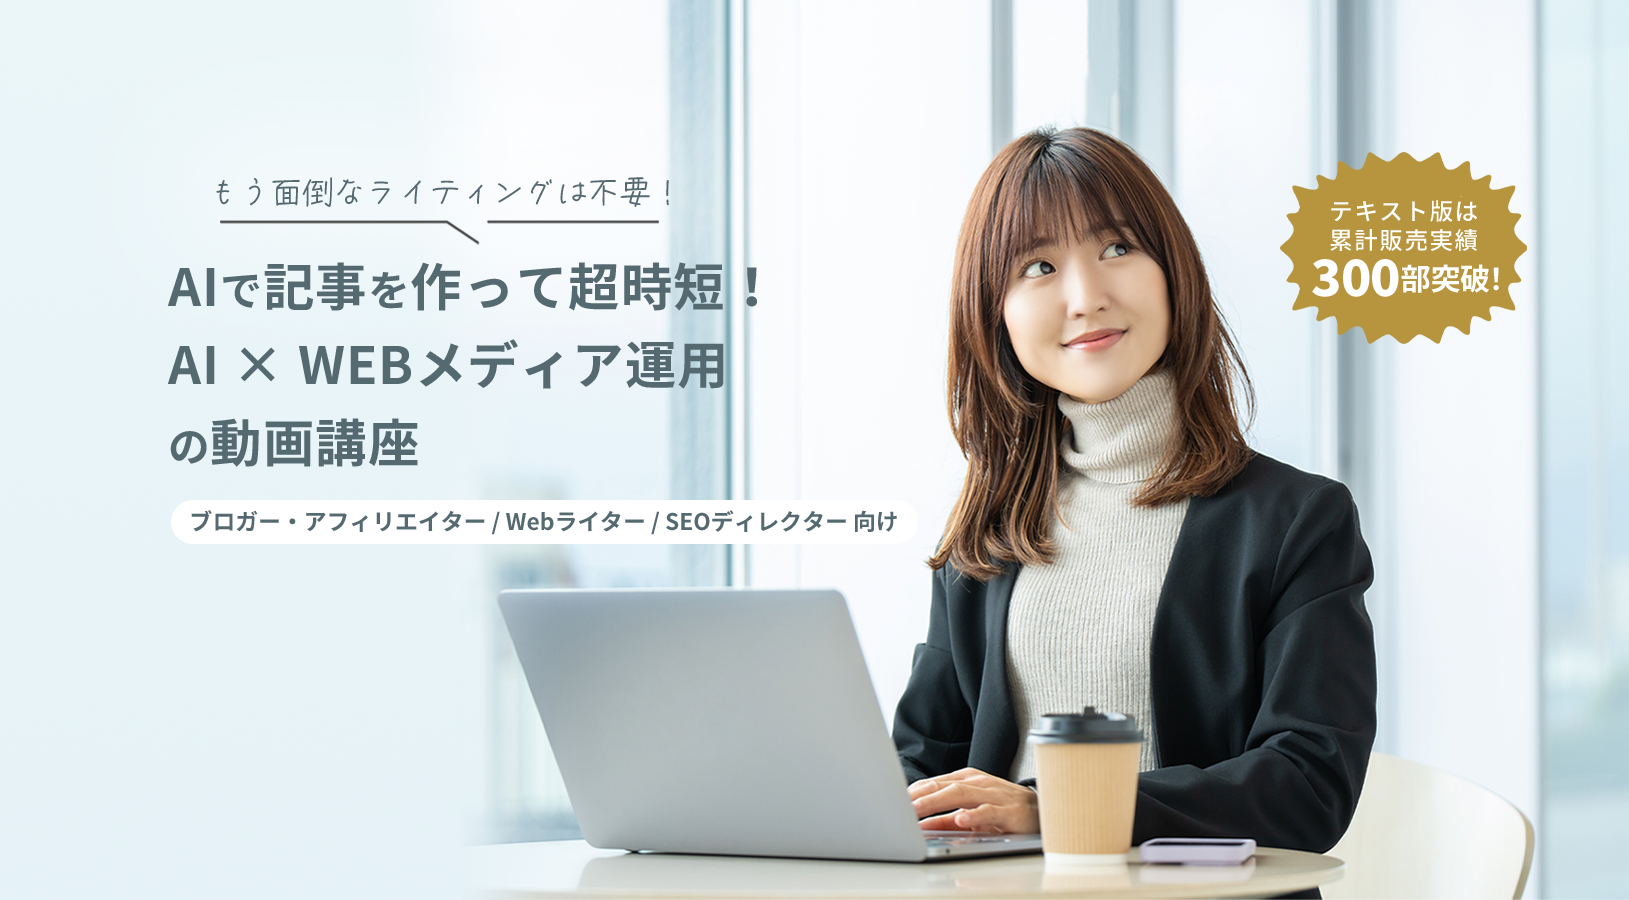 もう面倒なライティングは不要！
AIで記事を作って超時短！
AI × WEBメディア運用
の動画講座
ブロガー・アフィリエイター / Webライター / SEOディレクター 向け
テキスト版は
累計販売実績
300部突破!